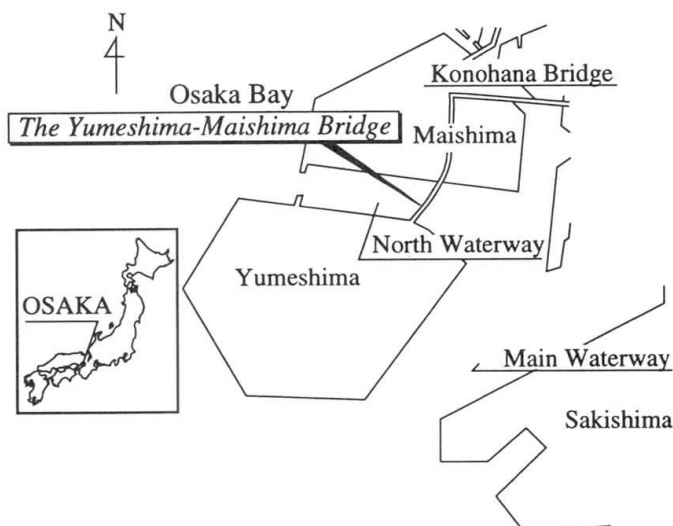 N
Konohana Bridge
Osaka Bay
The Yumeshima-Maishima Bridge
Maishima
North Waterway
Yumeshima
OSAKA
Main Waterway
Sakishima